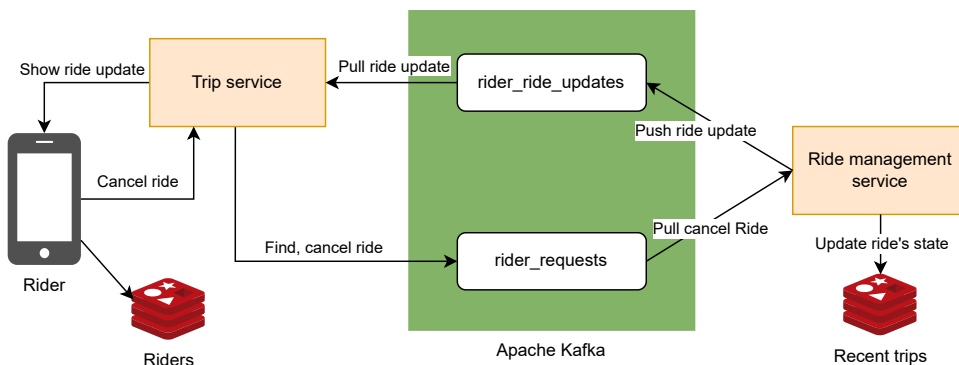 Show ride update
Trip service
Pull ride update
rider_ride_updates
Push ride update
Ride management
service
Cancel ride
Find, cancel ride
rider_requests
Pull cancel Ride
Update ride's state
Rider
Riders
Apache Kafka
Recent trips